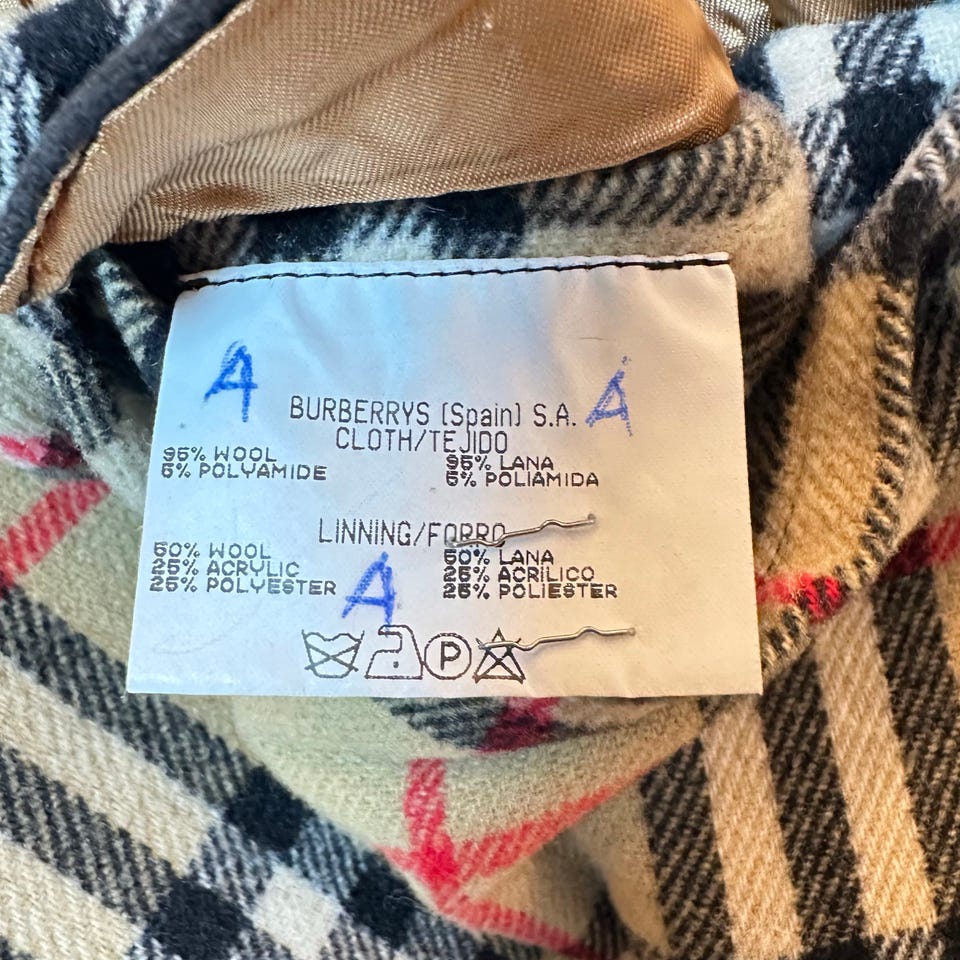 A
A
BURBERRYS (Spain) S.A.
CLOTH/TEJIDO
95% WOOL 95% LANA
5% POLYAMIDE 5% POLIAMIDA
LINNING/FORRO
50% WOOL 50% LANA
25% ACRYLIC 25% ACRILICO
25% POLYESTER 25% POLIESTER
A
P